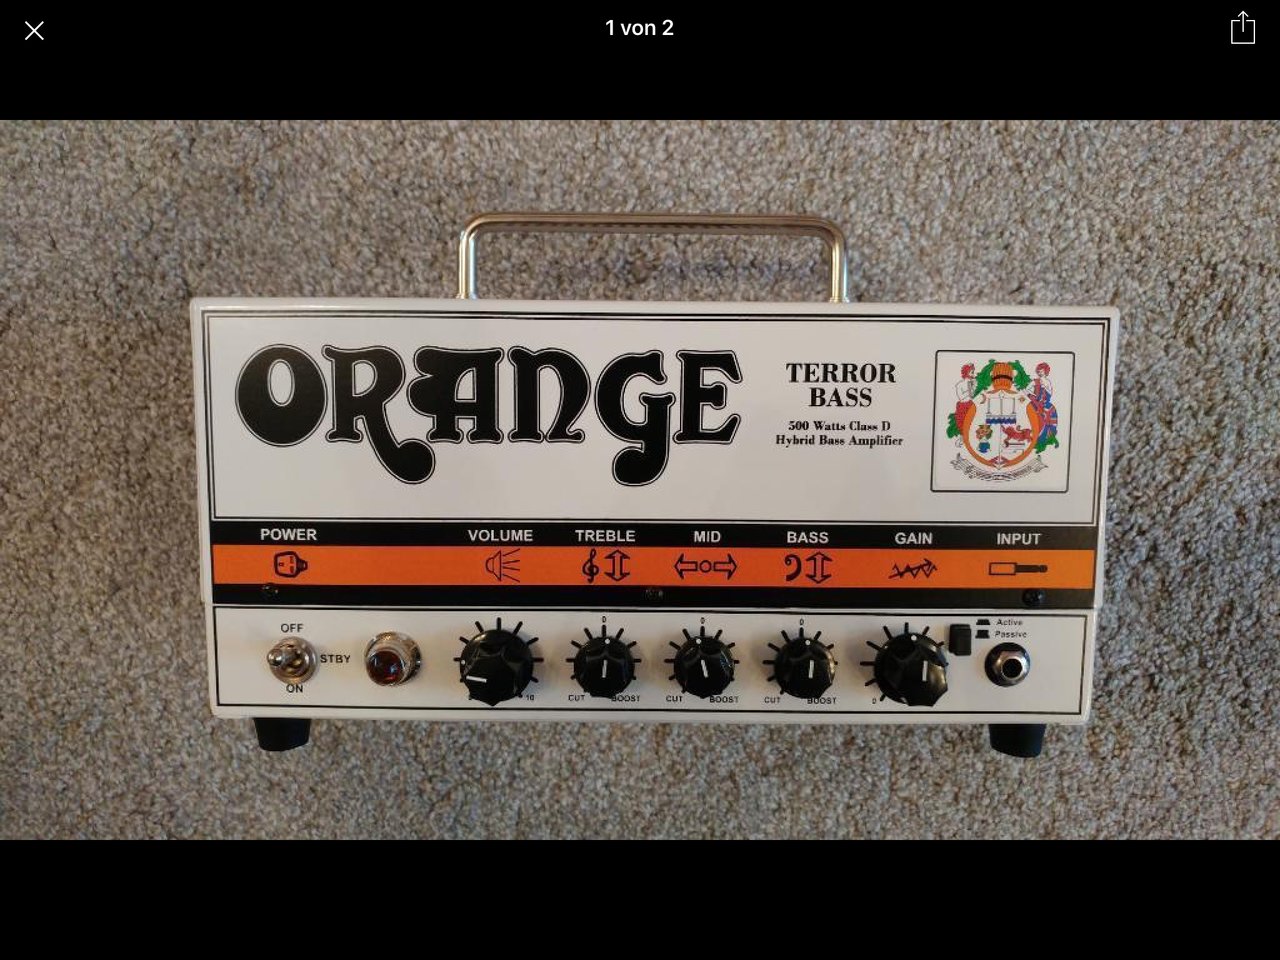 1 von 2
ORANGE
TERROR
BASS
500 Watts Class D
Hybrid Bass Amplifier
POWER
VOLUME
TREBLE
MID
BASS
GAIN
INPUT
OFF
STBY
ON
10
0
CUT
BOOST
0
CUT
BOOST
0
CUT
BOOST
0
Active
Passive